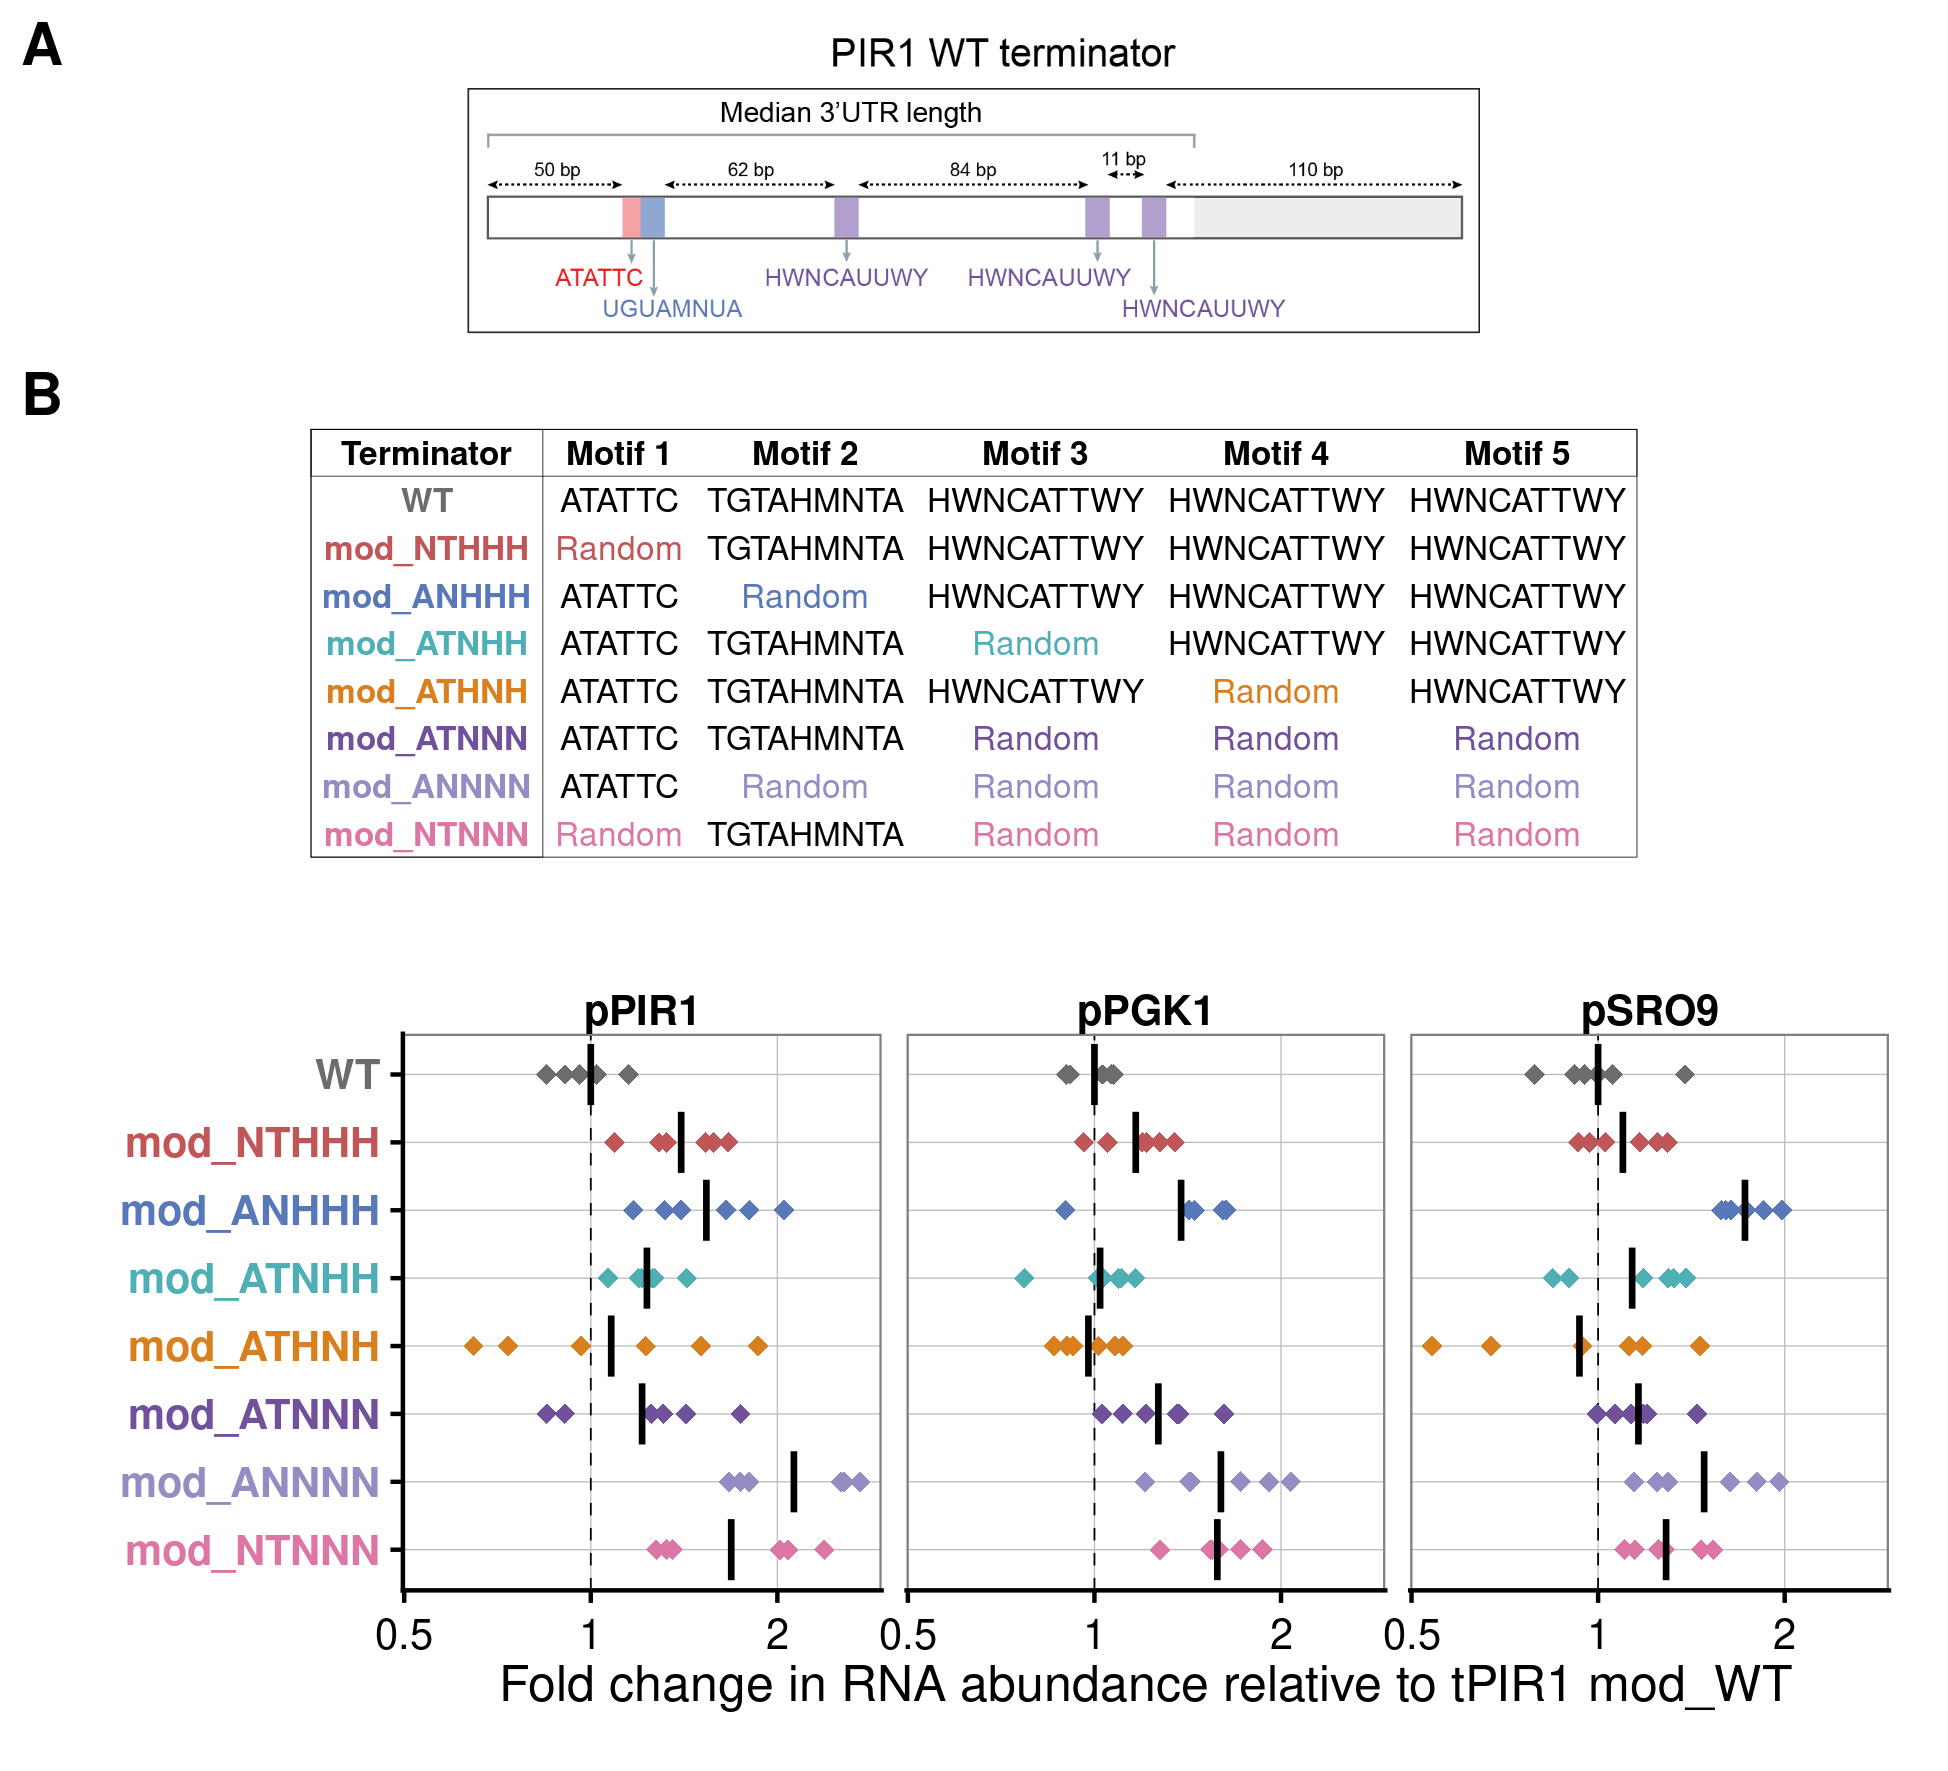 A
PIR1 WT terminator
Median 3’UTR length
50 bp 62 bp 84 bp 11 bp 110 bp
ATATTC HWNCAUUWY HWNCAUUWY
UGUAMNUA HWNCAUUWY
B
Terminator Motif 1 Motif 2 Motif 3 Motif 4 Motif 5
WT ATATTC TGTAHMNTA HWNCATTWY HWNCATTWY HWNCATTWY
mod_NTHHH Random TGTAHMNTA HWNCATTWY HWNCATTWY HWNCATTWY
mod_ANHHH ATATTC Random HWNCATTWY HWNCATTWY HWNCATTWY
mod_ATNHH ATATTC TGTAHMNTA Random HWNCATTWY HWNCATTWY
mod_ATHNH ATATTC TGTAHMNTA HWNCATTWY Random HWNCATTWY
mod_ATNNN ATATTC TGTAHMNTA Random Random Random
mod_ANNNN ATATTC Random Random Random Random
mod_NTNNN Random TGTAHMNTA Random Random Random
pPIR1 pPGK1 pSRO9
WT
mod_NTHHH
mod_ANHHH
mod_ATNHH
mod_ATHNH
mod_ATNNN
mod_ANNNN
mod_NTNNN
0.5 1 2 0.5 1 2 0.5 1 2
Fold change in RNA abundance relative to tPIR1 mod_WT